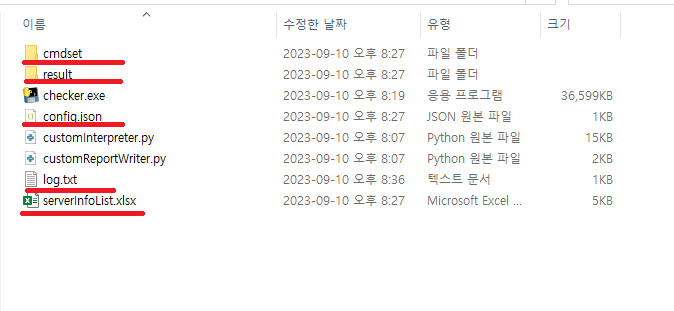 이름 수정한 날짜 유형 크기
cmdset 2023-09-10 오후 8:27 파일 폴더
result 2023-09-10 오후 8:27 파일 폴더
checker.exe 2023-09-10 오후 8:19 응용 프로그램 36,599KB
config.json 2023-09-10 오후 8:27 JSON 원본 파일 1KB
customInterpreter.py 2023-09-10 오후 8:07 Python 원본 파일 15KB
customReportWriter.py 2023-09-10 오후 8:07 Python 원본 파일 2KB
log.txt 2023-09-10 오후 8:36 텍스트 문서 1KB
serverInfoList.xlsx 2023-09-10 오후 8:27 Microsoft Excel ... 5KB